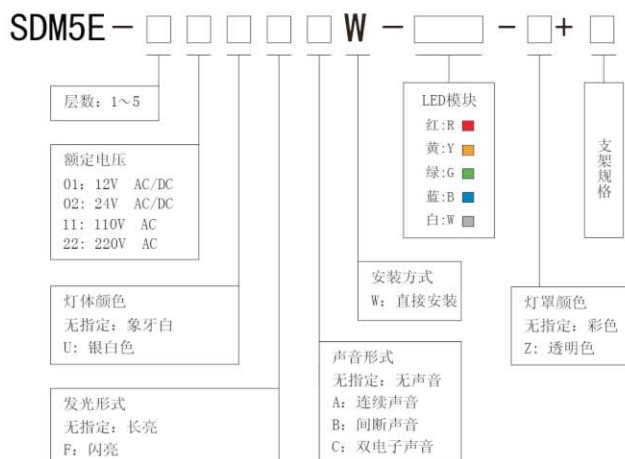 SDM5E-□□□□□W-□-□+□
层数: 1～5
额定电压
01: 12V AC/DC
02: 24V AC/DC
11: 110V AC
22: 220V AC
灯体颜色
无指定: 象牙白
U: 银白色
发光形式
无指定: 长亮
F: 闪亮
声音形式
无指定: 无声音
A: 连续声音
B: 间断声音
C: 双电子声音
安装方式
W: 直接安装
LED模块
红:R
黄:Y
绿:G
蓝:B
白:W
灯罩颜色
无指定: 彩色
Z: 透明色
支架规格